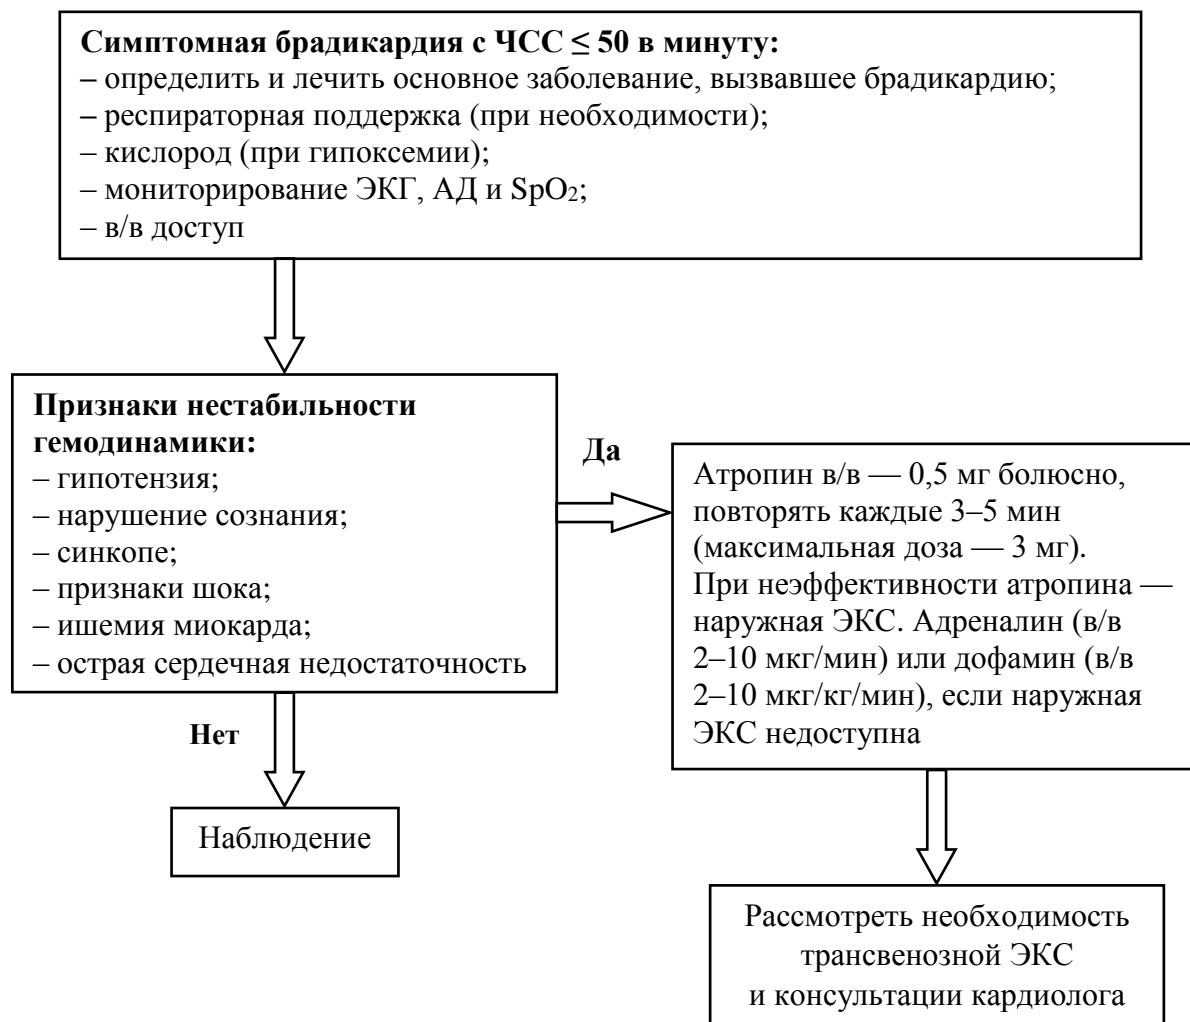 Симптомная брадикардия с ЧСС ≤ 50 в минуту:
– определить и лечить основное заболевание, вызвавшее брадикардию;
– респираторная поддержка (при необходимости);
– кислород (при гипоксемии);
– мониторирование ЭКГ, АД и SpO₂;
– в/в доступ
Признаки нестабильности
гемодинамики:
– гипотензия;
– нарушение сознания;
– синкопе;
– признаки шока;
– ишемия миокарда;
– острая сердечная недостаточность
Да
Атропин в/в — 0,5 мг болюсно,
повторять каждые 3–5 мин
(максимальная доза — 3 мг).
При неэффективности атропина —
наружная ЭКС. Адреналин (в/в
2–10 мкг/мин) или дофамин (в/в
2–10 мкг/кг/мин), если наружная
ЭКС недоступна
Нет
Наблюдение
Рассмотреть необходимость
трансвенозной ЭКС
и консультации кардиолога